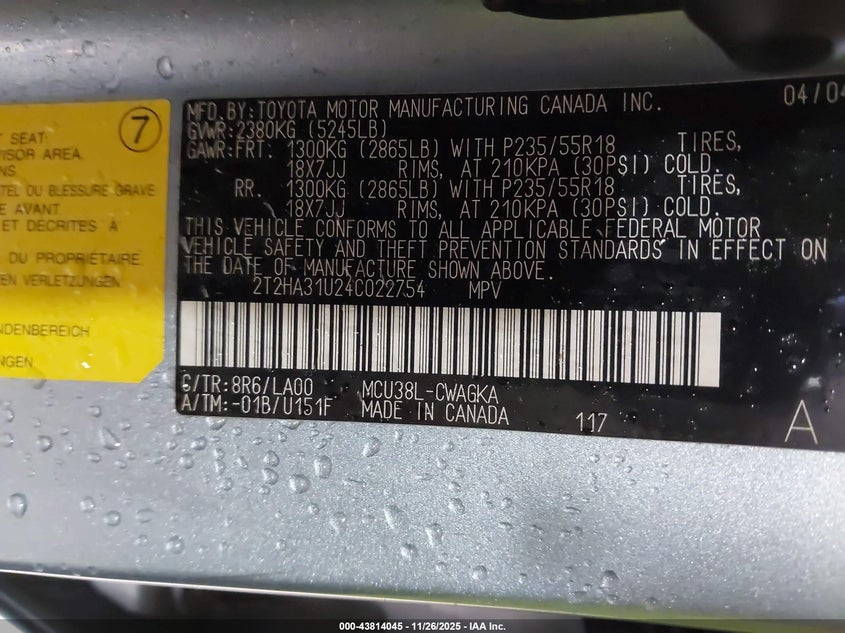 7
T SEAT.
VISOR AREA
ONS
TEL DU BLESSURE GRAVE
E AVANT
ET DÉCRITES À
DU PROPRIÉTAIRE.
EN VERLETZUNGEN
NDENBEREICH
UNGEN.
MFD.BY:TOYOTA MOTOR MANUFACTURING CANADA INC. 04/04
GVWR:2380KG (5245LB)
GAWR:FRT. 1300KG (2865LB) WITH P235/55R18 TIRES,
18X7JJ RIMS, AT 210KPA (30PSI) COLD.
RR. 1300KG (2865LB) WITH P235/55R18 TIRES,
18X7JJ RIMS, AT 210KPA (30PSI) COLD.
THIS VEHICLE CONFORMS TO ALL APPLICABLE FEDERAL MOTOR
VEHICLE SAFETY AND THEFT PREVENTION STANDARDS IN EFFECT ON
THE DATE OF MANUFACTURE SHOWN ABOVE.
2T2HA31U24C022754 MPV
C/TR:8R6/LA00 MCU38L-CWAGKA
A/TM:-01B/U151F MADE IN CANADA 117 A
000-43814045 - 11/26/2025 - IAA Inc.